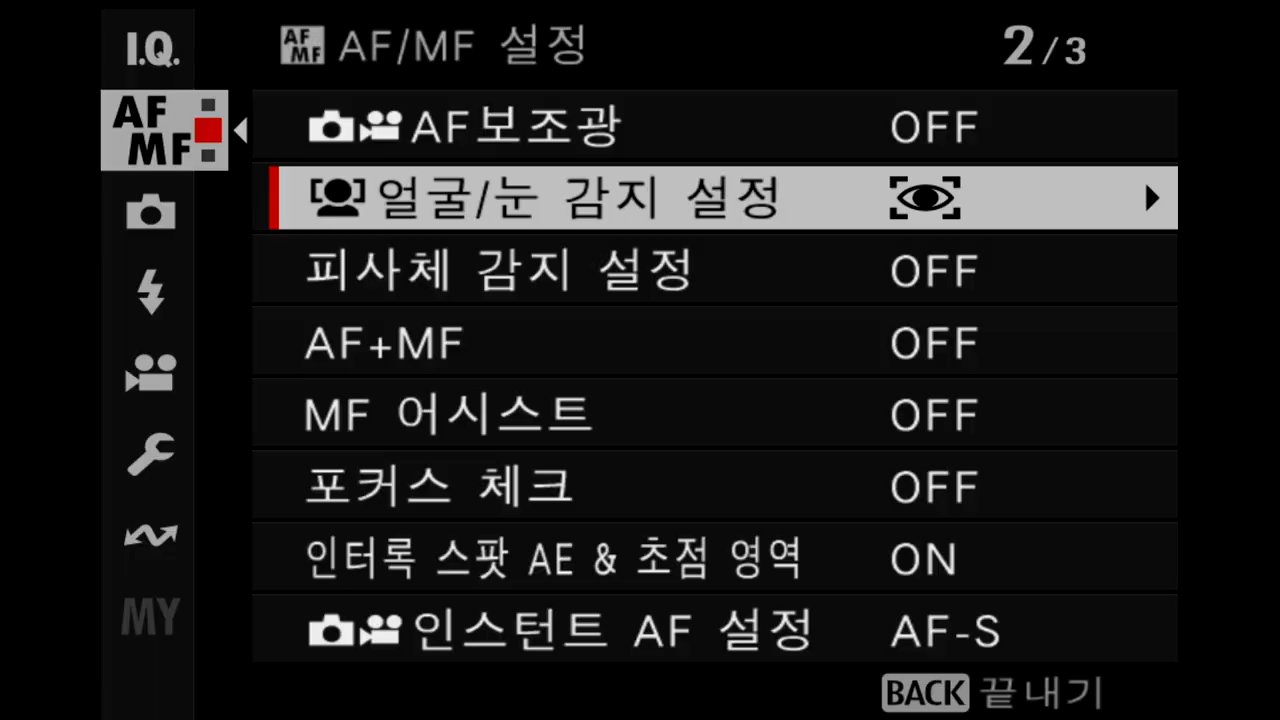 I.Q.
AF/MF 설정
2/3
AF MF
AF보조광 OFF
얼굴/눈 감지 설정
피사체 감지 설정 OFF
AF+MF OFF
MF 어시스트 OFF
포커스 체크 OFF
인터록 스팟 AE & 초점 영역 ON
인스턴트 AF 설정 AF-S
MY
BACK 끝내기